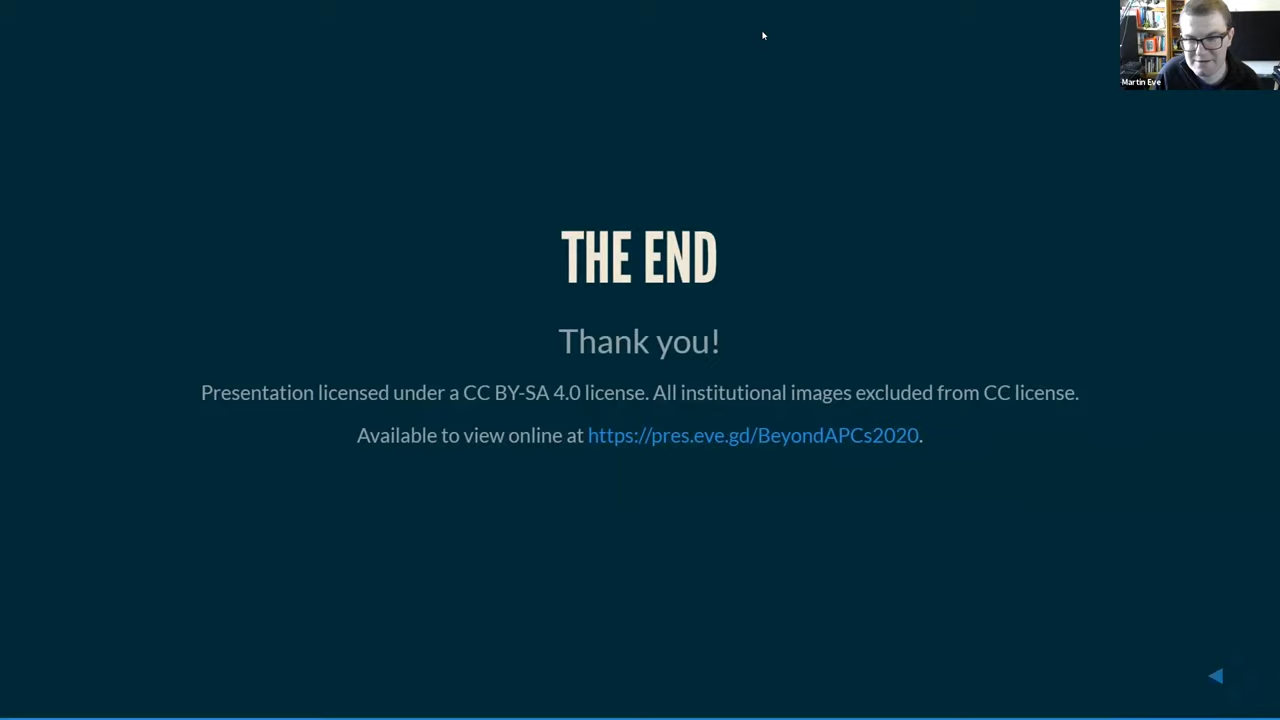 Martin Eve
THE END
Thank you!
Presentation licensed under a CC BY-SA 4.0 license. All institutional images excluded from CC license.
Available to view online at https://pres.eve.gd/BeyondAPCs2020.